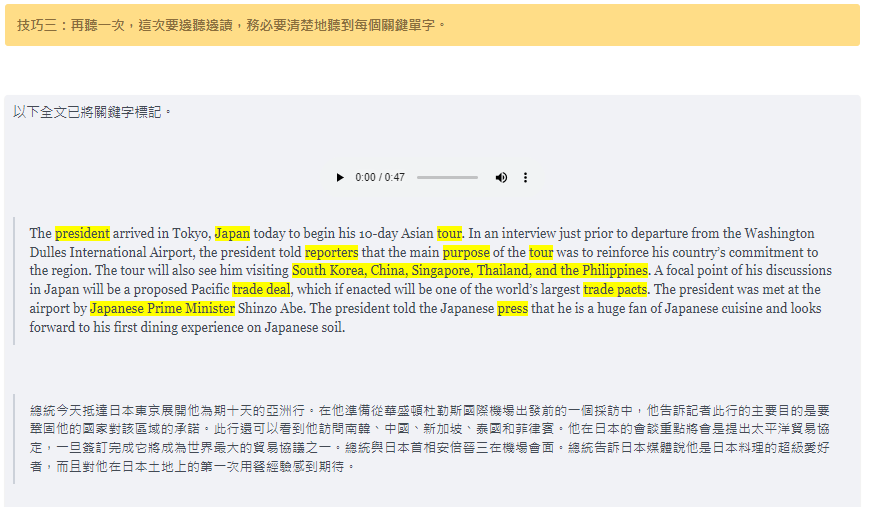 技巧三：再聽一次，這次要邊聽邊讀，務必要清楚地聽到每個關鍵單字。
以下全文已將關鍵字標記。
0:00 / 0:47
The president arrived in Tokyo, Japan today to begin his 10-day Asian tour. In an interview just prior to departure from the Washington
Dulles International Airport, the president told reporters that the main purpose of the tour was to reinforce his country's commitment to
the region. The tour will also see him visiting South Korea, China, Singapore, Thailand, and the Philippines. A focal point of his discussions
in Japan will be a proposed Pacific trade deal, which if enacted will be one of the world's largest trade pacts. The president was met at the
airport by Japanese Prime Minister Shinzo Abe. The president told the Japanese press that he is a huge fan of Japanese cuisine and looks
forward to his first dining experience on Japanese soil.
總統今天抵達日本東京展開他為期十天的亞洲行。在他準備從華盛頓杜勒斯國際機場出發前的一個採訪中，他告訴記者此行的主要目的是要
鞏固他的國家對該區域的承諾。此行還可以看到他訪問南韓、中國、新加坡、泰國和菲律賓。他在日本的會談重點將會是提出太平洋貿易協
定，一旦簽訂完成它將成為世界最大的貿易協議之一。總統與日本首相安倍晉三在機場會面。總統告訴日本媒體說他是日本料理的超級愛好
者，而且對他在日本土地上的第一次用餐經驗感到期待。